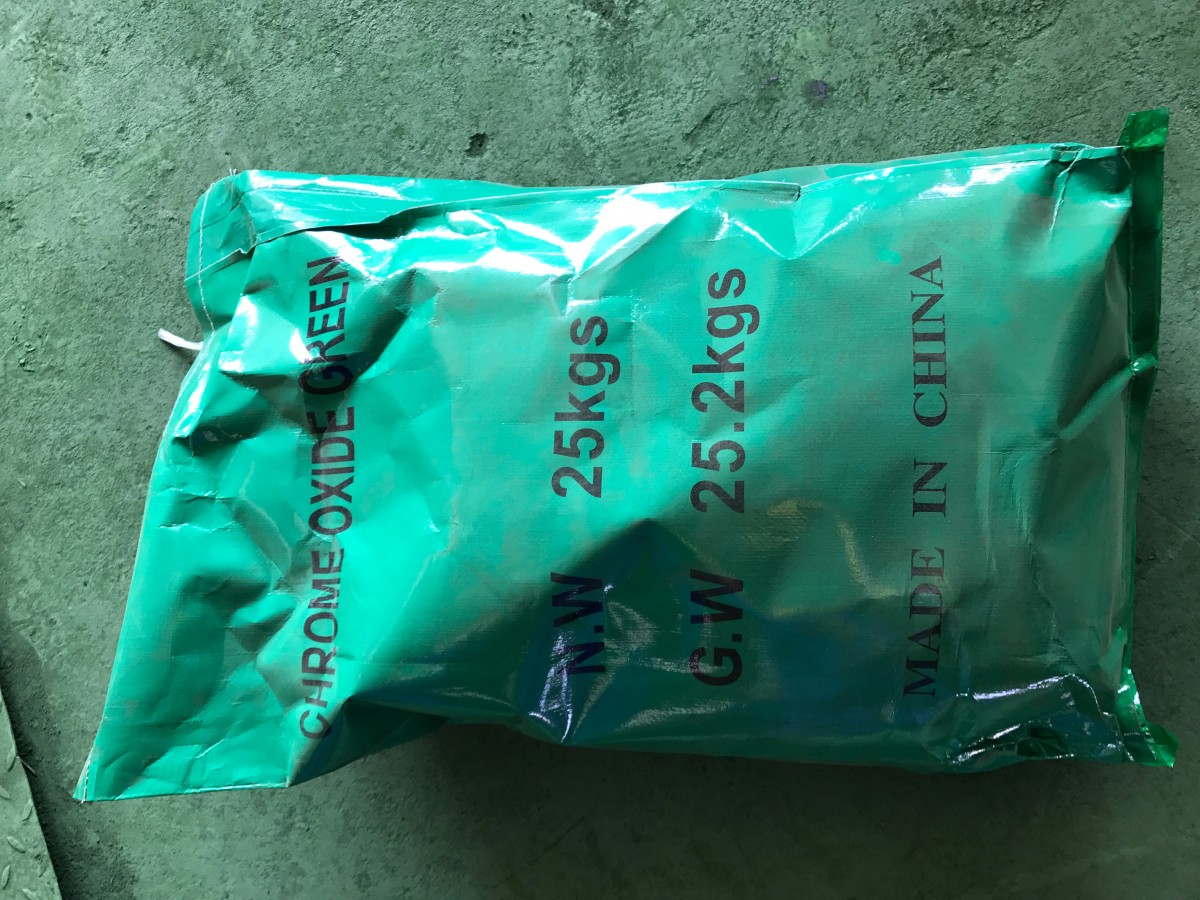 CHROME OXIDE GREEN
N.W 25kgs
G.W 25.2kgs
MADE IN CHINA